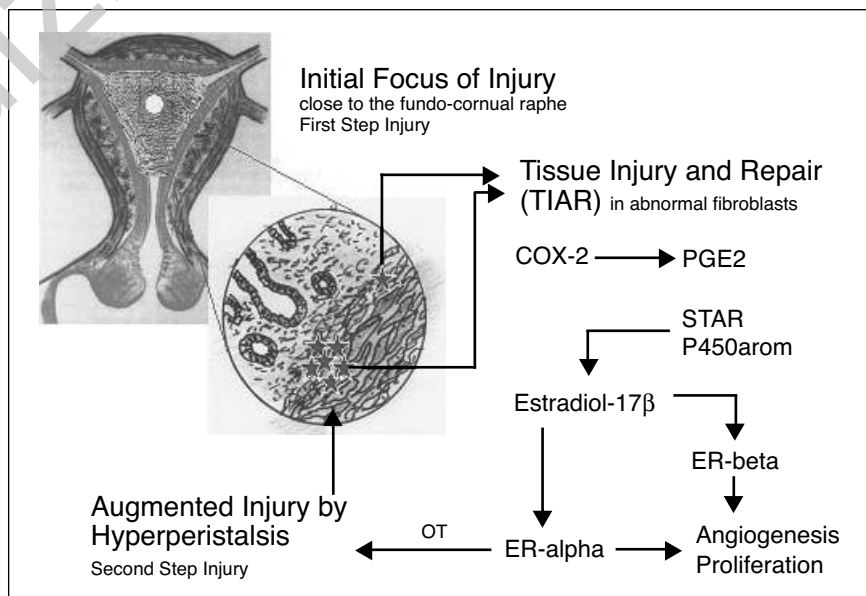 Initial Focus of Injury
close to the fundo-cornual raphe
First Step Injury
Tissue Injury and Repair
(TIAR) in abnormal fibroblasts
COX-2
PGE2
STAR
P450arom
Estradiol-17β
ER-beta
Augmented Injury by
Hyperperistalsis
Second Step Injury
OT
ER-alpha
Angiogenesis
Proliferation